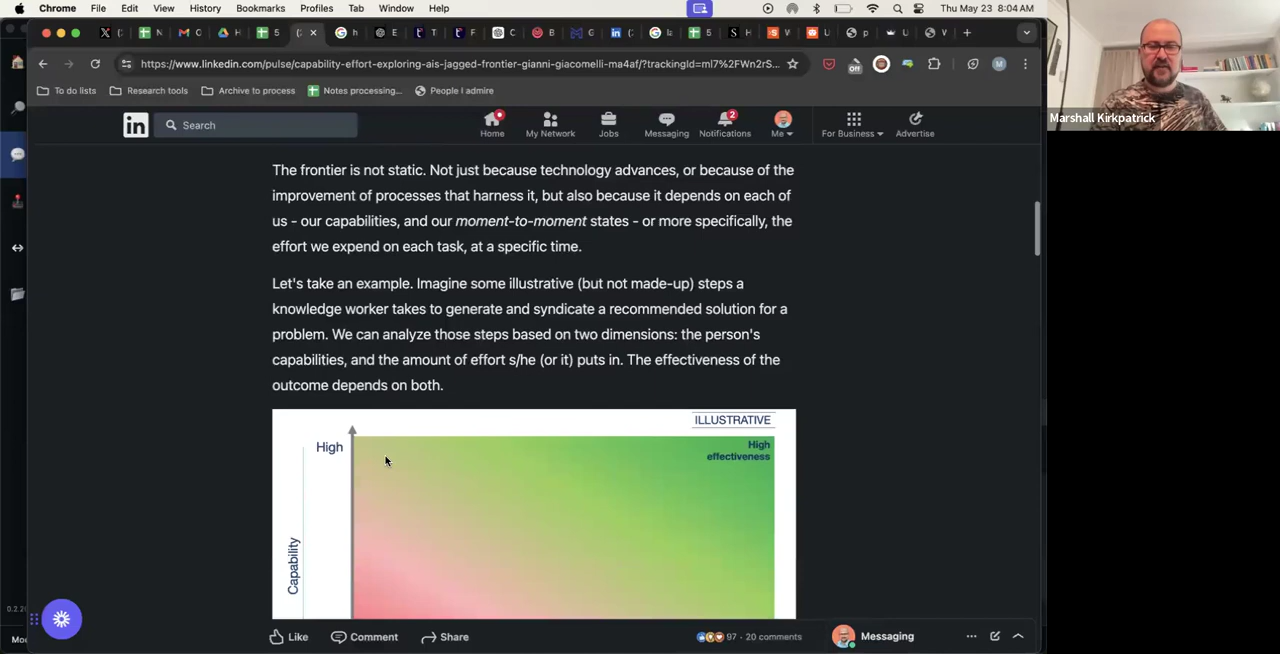 Chrome File Edit View History Bookmarks Profiles Tab Window Help Thu May 23 8:04 AM
https://www.linkedin.com/pulse/capability-effort-exploring-ais-jagged-frontier-gianni-giacomelli-ma4af/?trackingId=ml7%2FWn2rS...
To do lists Research tools Archive to process Notes processing... People I admire
Marshall Kirkpatrick
in Search Home My Network Jobs Messaging 2 Notifications Me For Business Advertise
The frontier is not static. Not just because technology advances, or because of the
improvement of processes that harness it, but also because it depends on each of
us - our capabilities, and our moment-to-moment states - or more specifically, the
effort we expend on each task, at a specific time.
Let's take an example. Imagine some illustrative (but not made-up) steps a
knowledge worker takes to generate and syndicate a recommended solution for a
problem. We can analyze those steps based on two dimensions: the person's
capabilities, and the amount of effort s/he (or it) puts in. The effectiveness of the
outcome depends on both.
ILLUSTRATIVE
High
High
effectiveness
Capability
Like Comment Share 97 · 20 comments Messaging